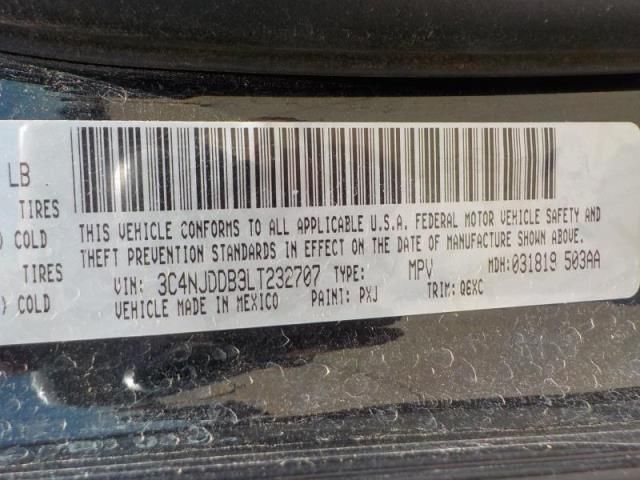 LB
TIRES
) COLD
TIRES
) COLD
THIS VEHICLE CONFORMS TO ALL APPLICABLE U.S.A. FEDERAL MOTOR VEHICLE SAFETY AND
THEFT PREVENTION STANDARDS IN EFFECT ON THE DATE OF MANUFACTURE SHOWN ABOVE.
VIN: 3C4NJDDB3LT232707 TYPE: MPV MDH:031819 503AA
VEHICLE MADE IN MEXICO PAINT: PXJ TRIM: Q6XC